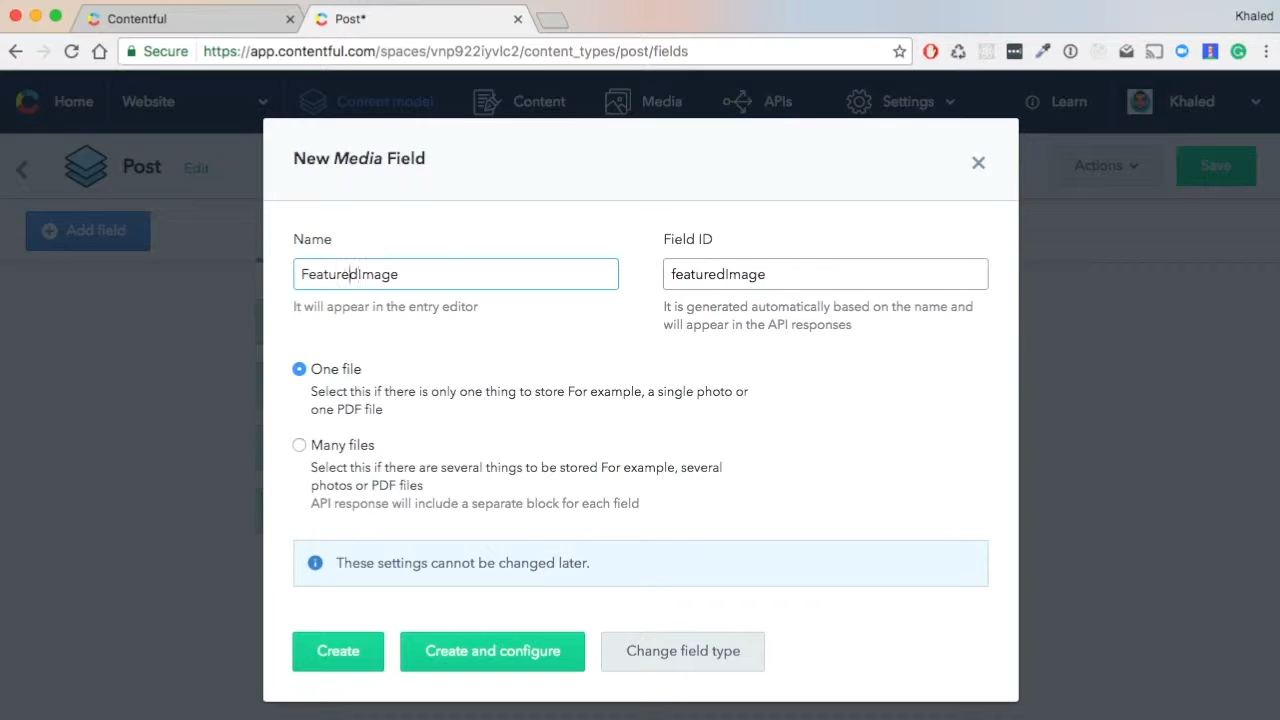 Contentful
Post*
Khaled
Secure
https://app.contentful.com/spaces/vnp922iyvlc2/content_types/post/fields
Home
Website
Content model
Content
Media
APIs
Settings
Learn
Khaled
Post
Edit
Actions
Save
Add field
New Media Field
Name
Field ID
FeaturedImage
featuredImage
It will appear in the entry editor
It is generated automatically based on the name and
will appear in the API responses
One file
Select this if there is only one thing to store For example, a single photo or
one PDF file
Many files
Select this if there are several things to be stored For example, several
photos or PDF files
API response will include a separate block for each field
These settings cannot be changed later.
Create
Create and configure
Change field type